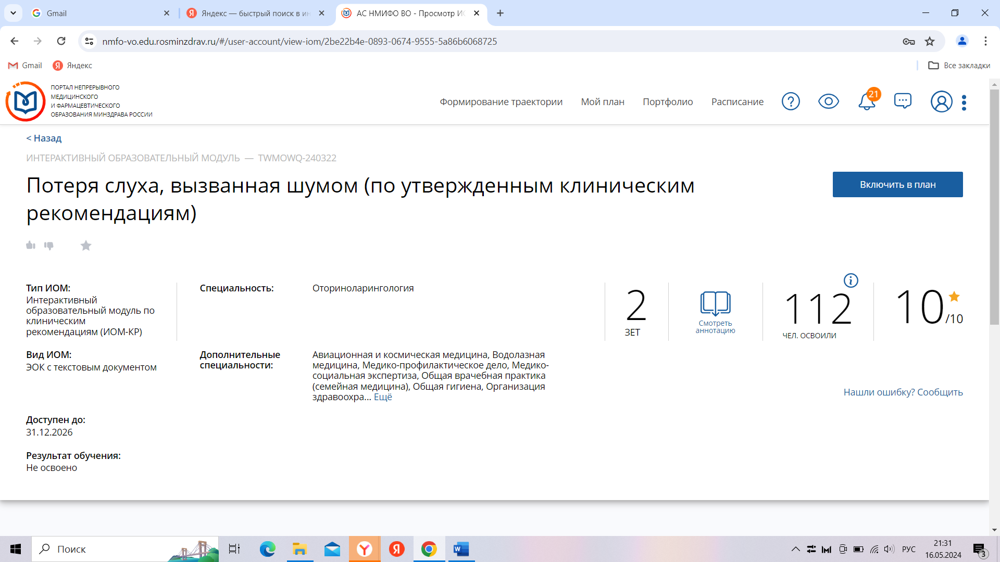 Gmail
Яндекс — быстрый поиск в ин
АС НМИФО ВО - Просмотр ИО
nmfo-vo.edu.rosminzdrav.ru/#/user-account/view-iom/2be22b4e-0893-0674-9555-5a86b6068725
Gmail
Яндекс
Все закладки
ПОРТАЛ НЕПРЕРЫВНОГО
МЕДИЦИНСКОГО
И ФАРМАЦЕВТИЧЕСКОГО
ОБРАЗОВАНИЯ МИНЗДРАВА РОССИИ
Формирование траектории
Мой план
Портфолио
Расписание
21
< Назад
ИНТЕРАКТИВНЫЙ ОБРАЗОВАТЕЛЬНЫЙ МОДУЛЬ — TWMOWQ-240322
Потеря слуха, вызванная шумом (по утвержденным клиническим
рекомендациям)
Включить в план
Тип ИОМ:
Интерактивный
образовательный модуль по
клиническим
рекомендациям (ИОМ-КР)
Специальность:
Оториноларингология
2
ЗЕТ
Смотреть
аннотацию
112
ЧЕЛ. ОСВОИЛИ
10
/10
Вид ИОМ:
ЭОК с текстовым документом
Дополнительные
специальности:
Авиационная и космическая медицина, Водолазная
медицина, Медико-профилактическое дело, Медико-
социальная экспертиза, Общая врачебная практика
(семейная медицина), Общая гигиена, Организация
здравоохра... Ещё
Нашли ошибку? Сообщить
Доступен до:
31.12.2026
Результат обучения:
Не освоено
Поиск
РУС
21:31
16.05.2024
3